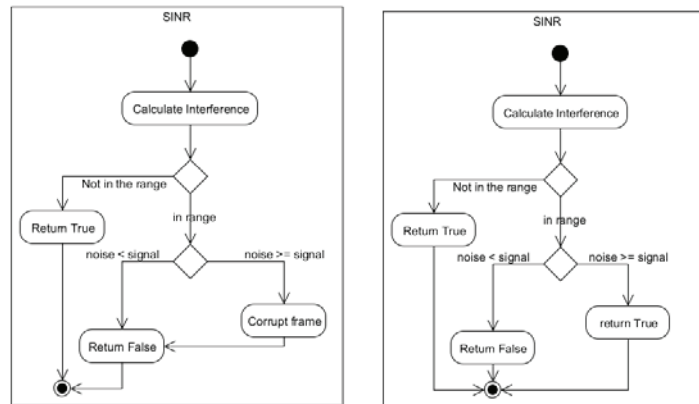 SINR
Calculate Interference
Not in the range
in range
Return True
noise < signal
noise >= signal
Corrupt frame
Return False
SINR
Calculate Interference
Not in the range
in range
Return True
noise < signal
noise >= signal
return True
Return False